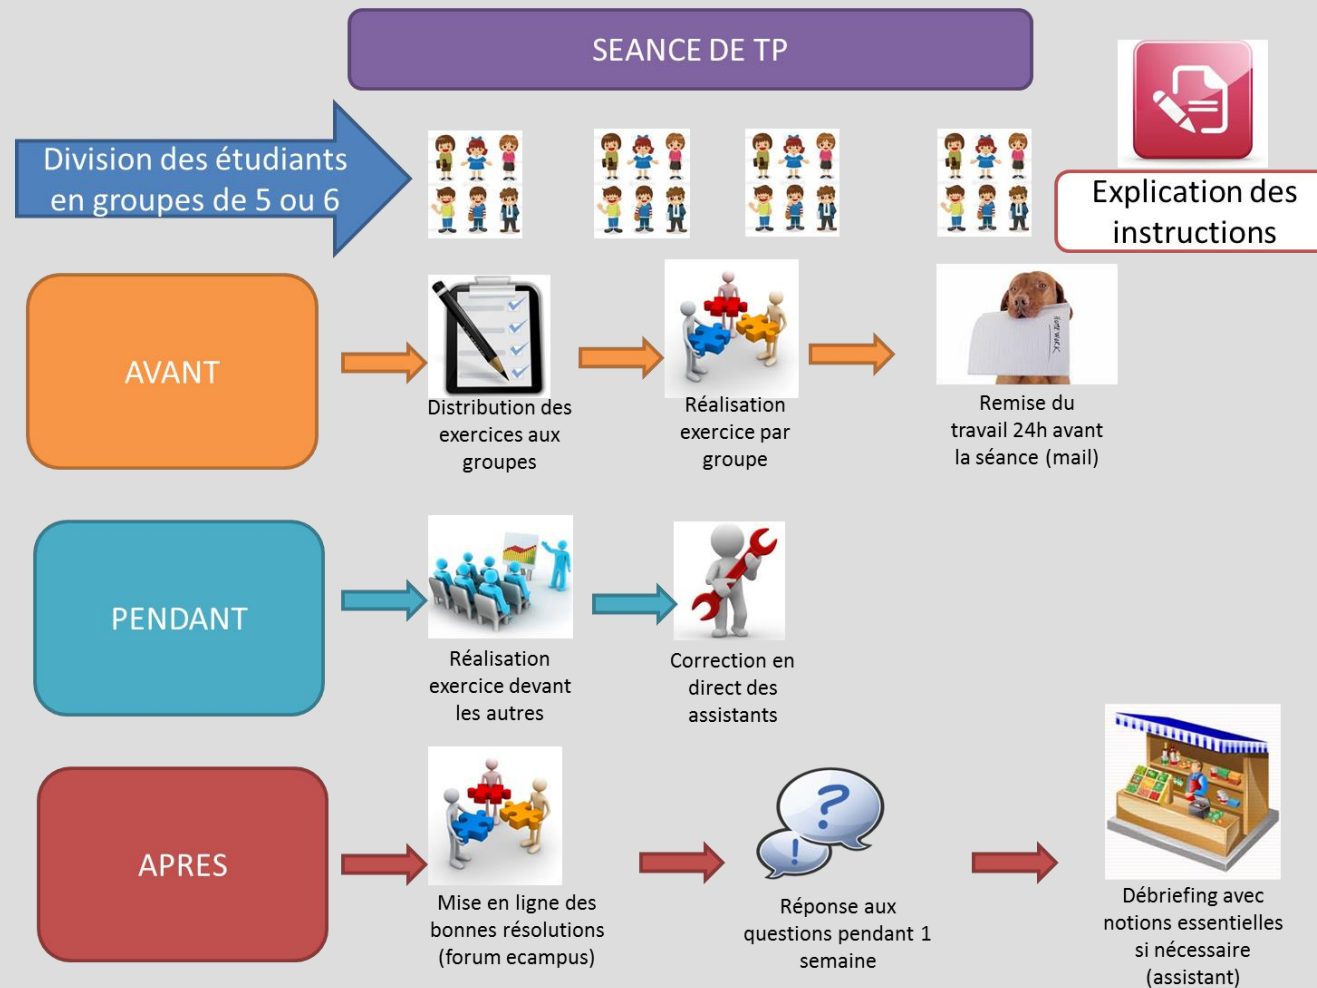 SEANCE DE TP
Division des étudiants
en groupes de 5 ou 6
Explication des
instructions
AVANT
Distribution des
exercices aux
groupes
Réalisation
exercice par
groupe
HOME WORK
Remise du
travail 24h avant
la séance (mail)
PENDANT
Réalisation
exercice devant
les autres
Correction en
direct des
assistants
APRES
Mise en ligne des
bonnes résolutions
(forum ecampus)
?
!
Réponse aux
questions pendant 1
semaine
Débriefing avec
notions essentielles
si nécessaire
(assistant)